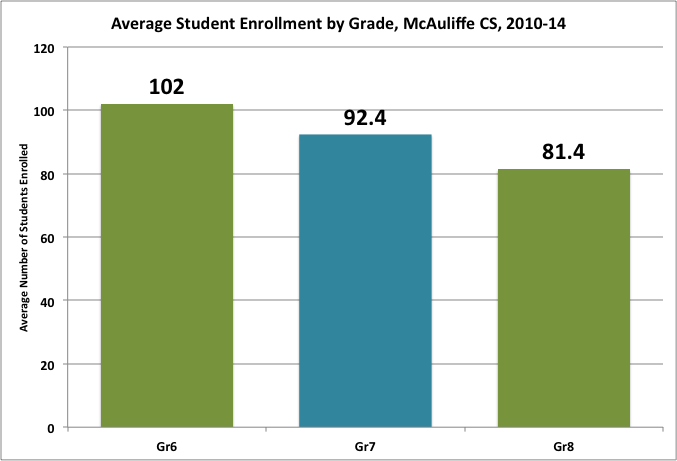 Average Student Enrollment by Grade, McAuliffe CS, 2010-14
120
100
80
60
40
20
0
Average Number of Students Enrolled
102
92.4
81.4
Gr6
Gr7
Gr8